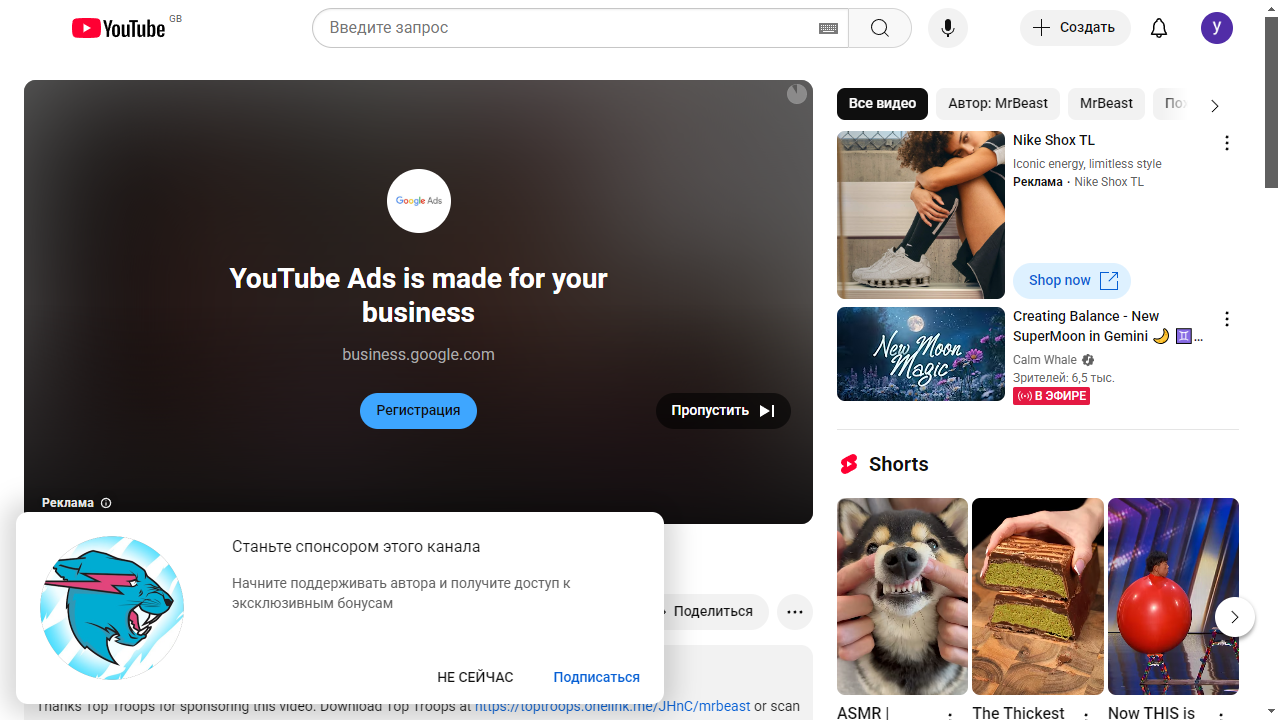 YouTube
GB
Введите запрос
Создать
y
Google Ads
YouTube Ads is made for your
business
business.google.com
Регистрация
Пропустить
Реклама
Станьте спонсором этого канала
Начните поддерживать автора и получите доступ к
эксклюзивным бонусам
НЕ СЕЙЧАС
Подписаться
Поделиться
Thanks Top Troops for sponsoring this video. Download Top Troops at https://toptroops.onelink.me/JHnC/mrbeast or scan
Все видео
Автор: MrBeast
MrBeast
Nike Shox TL
Iconic energy, limitless style
Реклама · Nike Shox TL
Shop now
New Moon
Magic
Creating Balance - New
SuperMoon in Gemini 🌙 ♊...
Calm Whale
Зрителей: 6,5 тыс.
В ЭФИРЕ
Shorts
ASMR |
The Thickest
Now THIS is